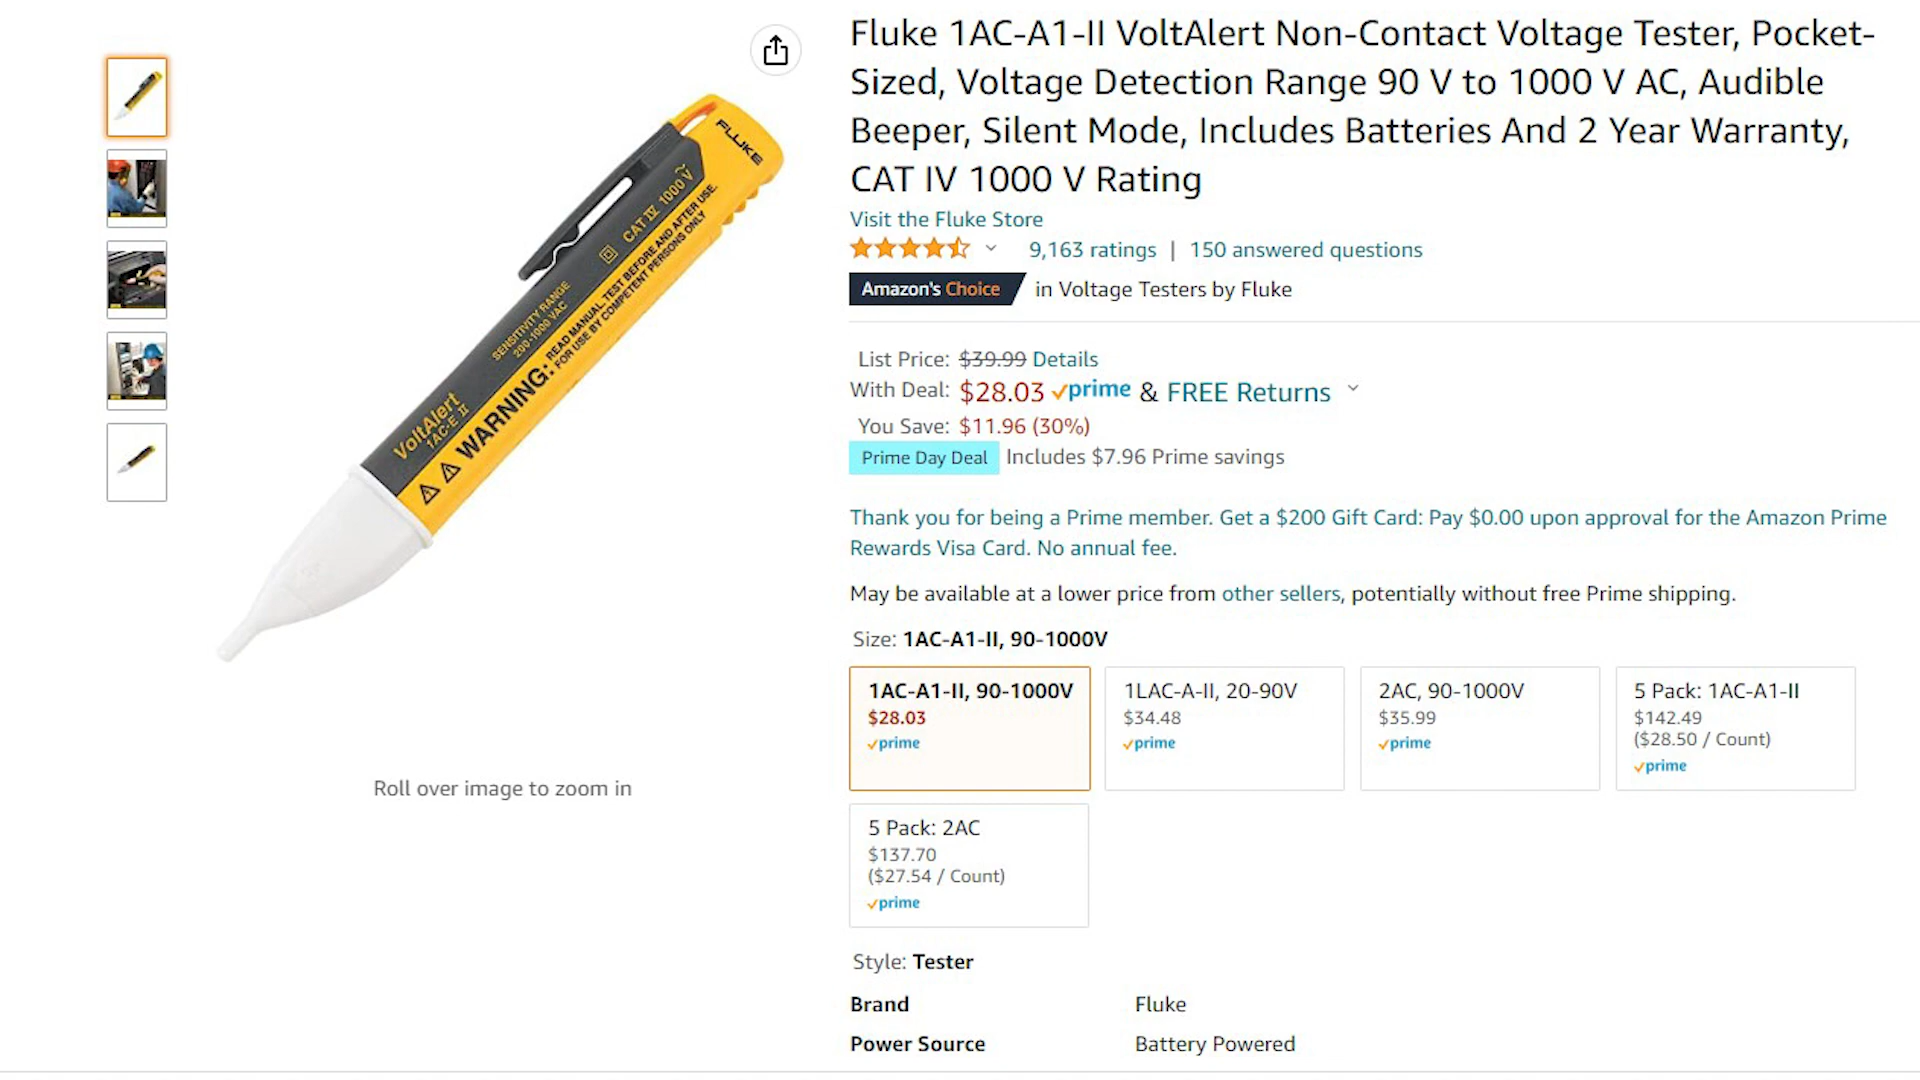 Fluke 1AC-A1-II VoltAlert Non-Contact Voltage Tester, Pocket-
Sized, Voltage Detection Range 90 V to 1000 V AC, Audible
Beeper, Silent Mode, Includes Batteries And 2 Year Warranty,
CAT IV 1000 V Rating
Visit the Fluke Store
9,163 ratings | 150 answered questions
Amazon's Choice in Voltage Testers by Fluke
List Price: $39.99 Details
With Deal: $28.03 prime & FREE Returns
You Save: $11.96 (30%)
Prime Day Deal Includes $7.96 Prime savings
Thank you for being a Prime member. Get a $200 Gift Card: Pay $0.00 upon approval for the Amazon Prime
Rewards Visa Card. No annual fee.
May be available at a lower price from other sellers, potentially without free Prime shipping.
Size: 1AC-A1-II, 90-1000V
1AC-A1-II, 90-1000V
$28.03
prime
1LAC-A-II, 20-90V
$34.48
prime
2AC, 90-1000V
$35.99
prime
5 Pack: 1AC-A1-II
$142.49
($28.50 / Count)
prime
5 Pack: 2AC
$137.70
($27.54 / Count)
prime
Style: Tester
Brand Fluke
Power Source Battery Powered
FLUKE
CAT IV 1000 V
SENSITIVITY RANGE
200-1000 VAC
VoltAlert
1AC-E II
WARNING: READ MANUAL. TEST BEFORE AND AFTER USE.
FOR USE BY COMPETENT PERSONS ONLY
Roll over image to zoom in